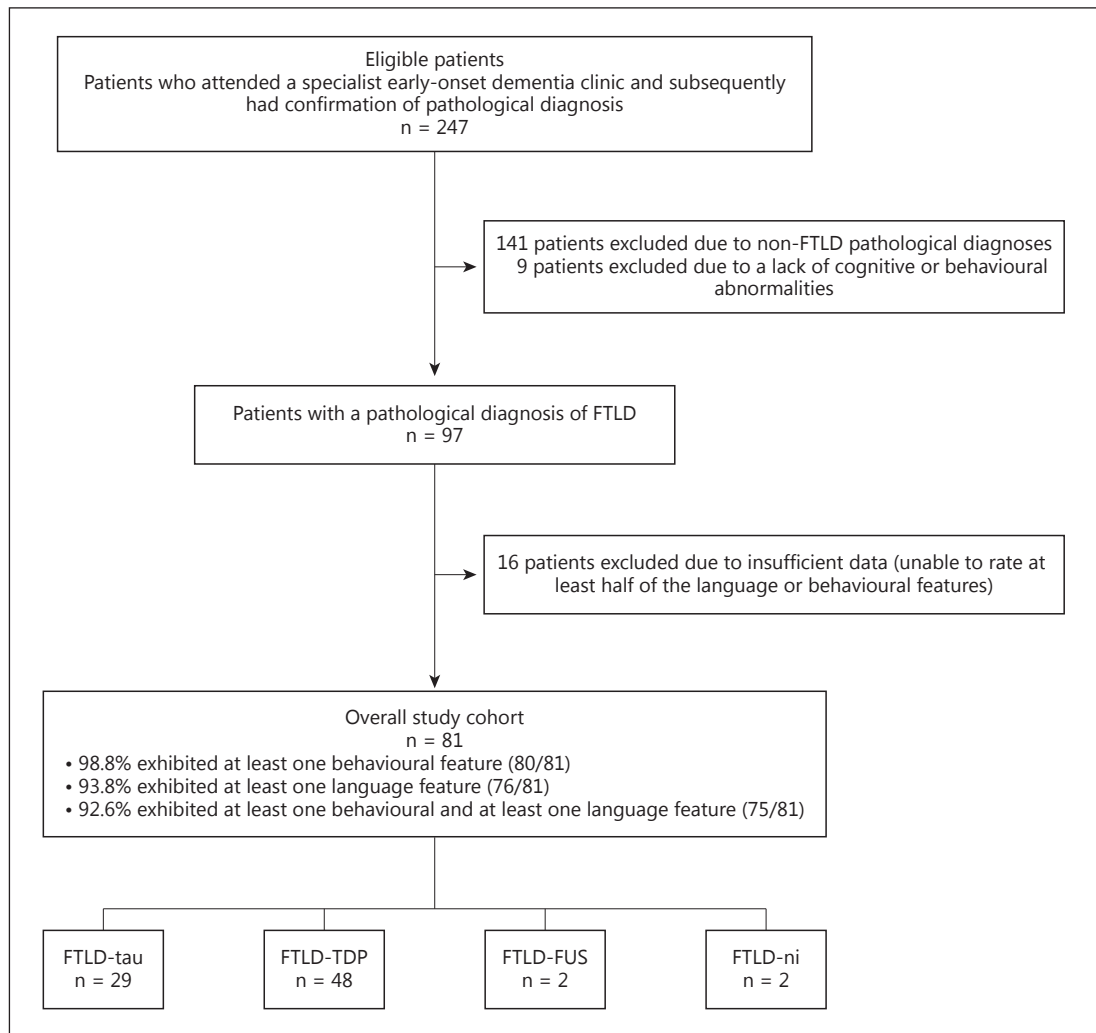 Eligible patients
Patients who attended a specialist early-onset dementia clinic and subsequently
had confirmation of pathological diagnosis
n = 247
141 patients excluded due to non-FTLD pathological diagnoses
9 patients excluded due to a lack of cognitive or behavioural
abnormalities
Patients with a pathological diagnosis of FTLD
n = 97
16 patients excluded due to insufficient data (unable to rate at
least half of the language or behavioural features)
Overall study cohort
n = 81
• 98.8% exhibited at least one behavioural feature (80/81)
• 93.8% exhibited at least one language feature (76/81)
• 92.6% exhibited at least one behavioural and at least one language feature (75/81)
FTLD-tau
n = 29
FTLD-TDP
n = 48
FTLD-FUS
n = 2
FTLD-ni
n = 2